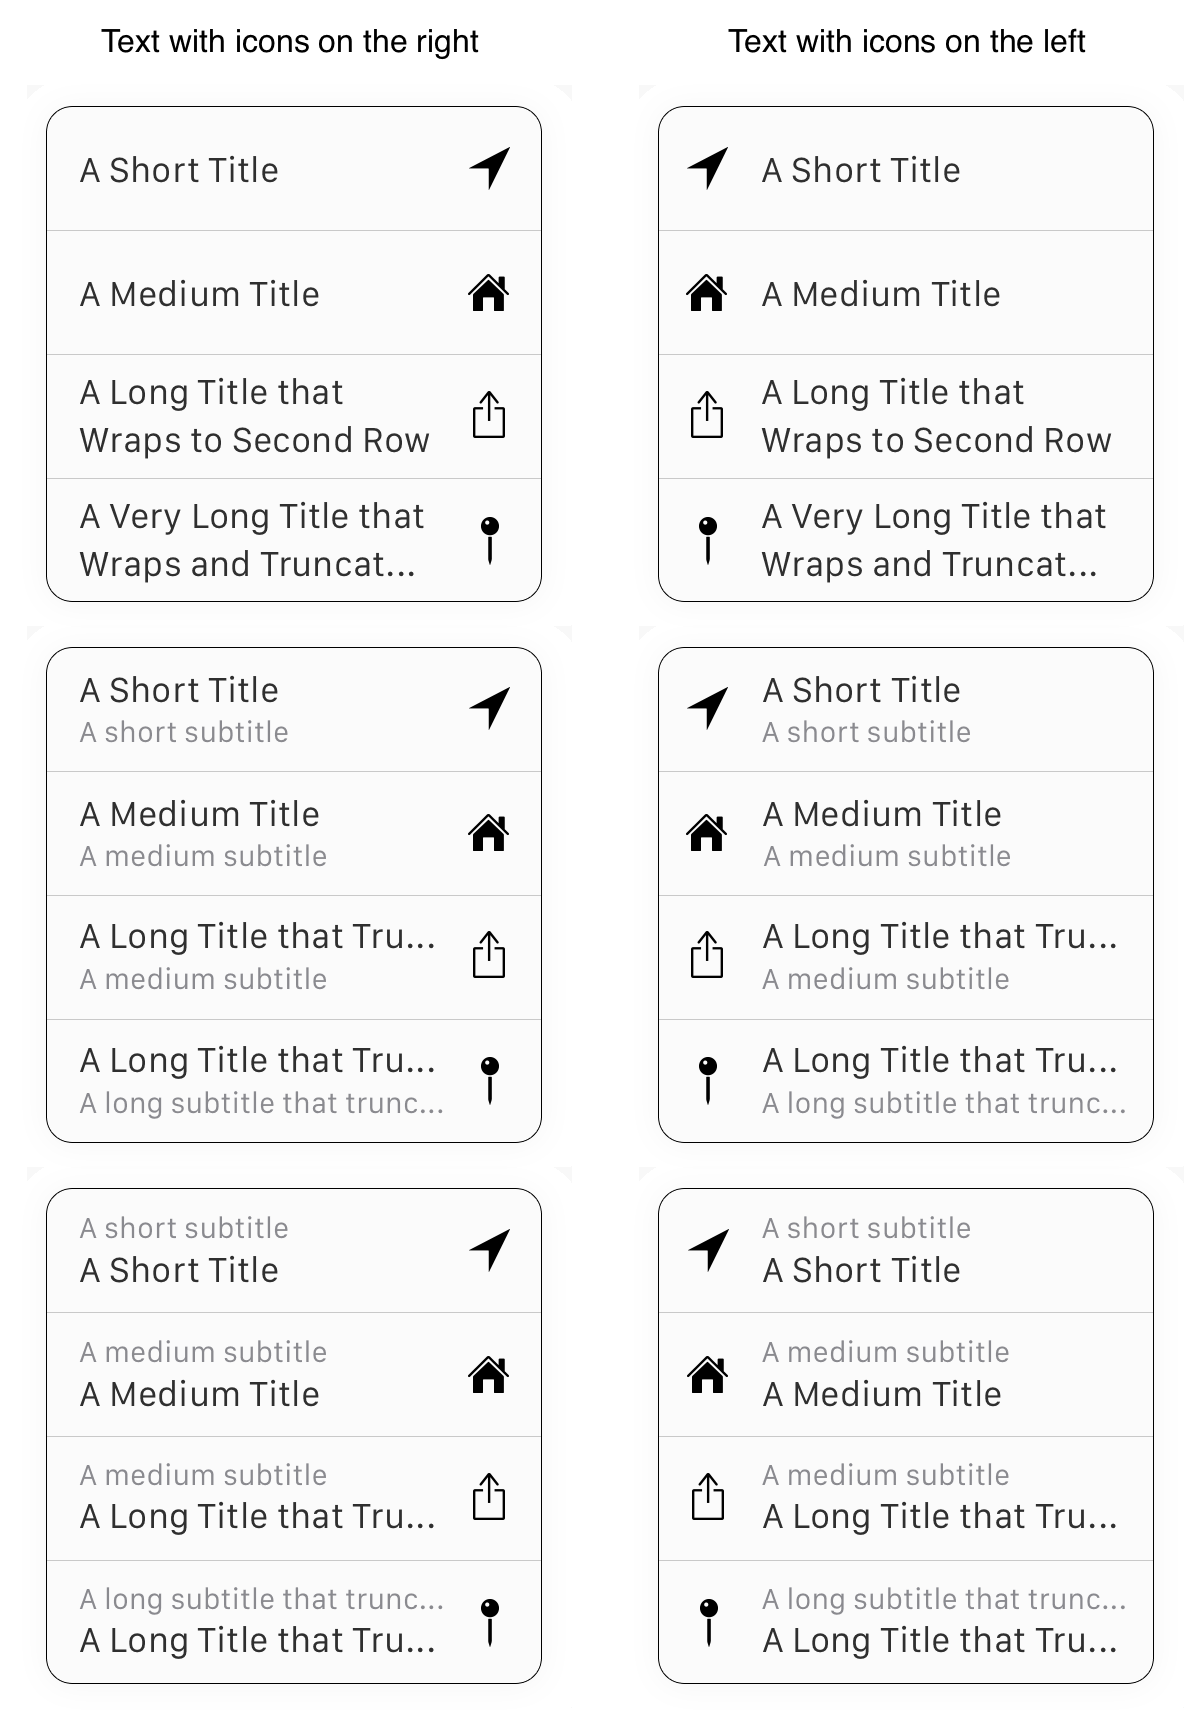 Text with icons on the right
A Short Title
A Medium Title
A Long Title that
Wraps to Second Row
A Very Long Title that
Wraps and Truncat...
A Short Title
A short subtitle
A Medium Title
A medium subtitle
A Long Title that Tru...
A medium subtitle
A Long Title that Tru...
A long subtitle that trunc...
A short subtitle
A Short Title
A medium subtitle
A Medium Title
A medium subtitle
A Long Title that Tru...
A long subtitle that trunc...
A Long Title that Tru...
Text with icons on the left
A Short Title
A Medium Title
A Long Title that
Wraps to Second Row
A Very Long Title that
Wraps and Truncat...
A Short Title
A short subtitle
A Medium Title
A medium subtitle
A Long Title that Tru...
A medium subtitle
A Long Title that Tru...
A long subtitle that trunc...
A short subtitle
A Short Title
A medium subtitle
A Medium Title
A medium subtitle
A Long Title that Tru...
A long subtitle that trunc...
A Long Title that Tru...